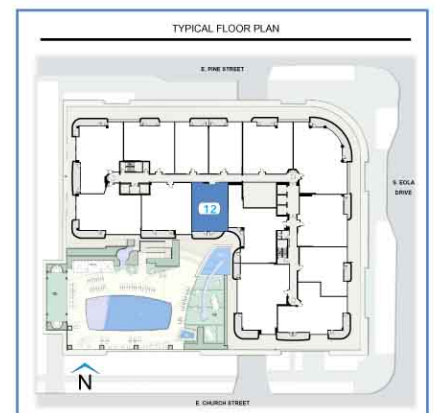 TYPICAL FLOOR PLAN
E. PINE STREET
S. EOLA
DRIVE
12
N
E. CHURCH STREET